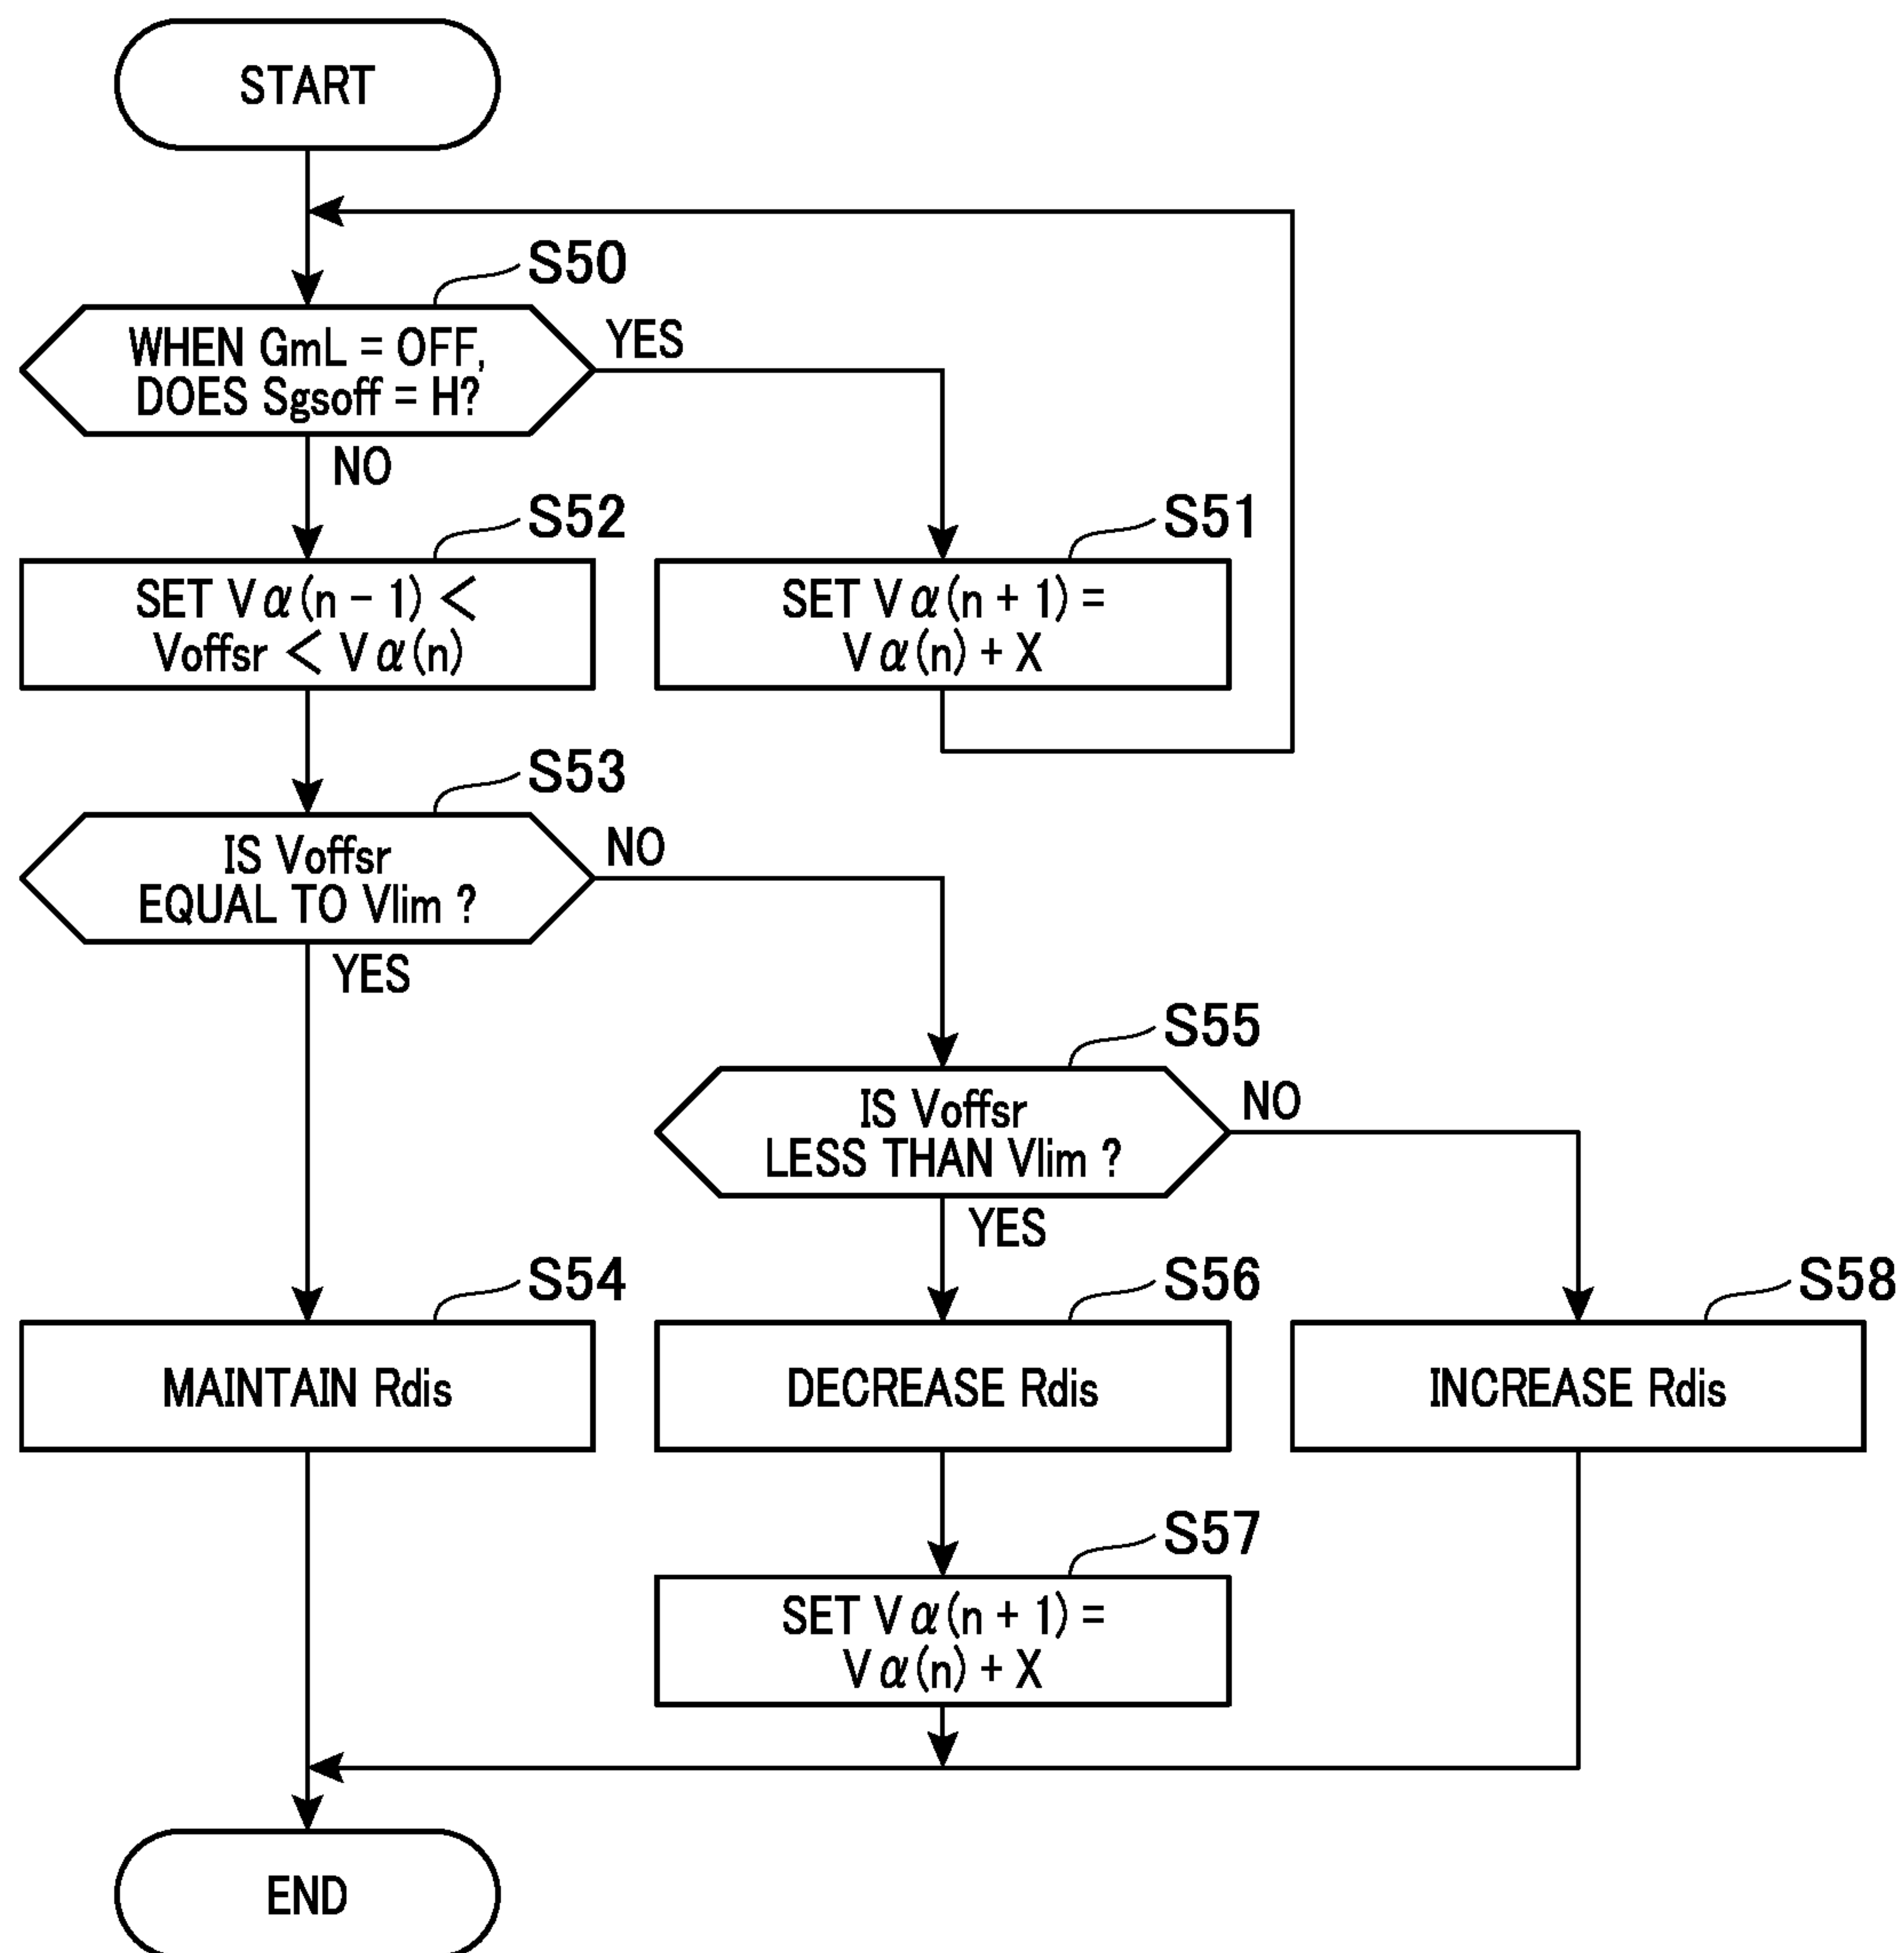 START
S50
WHEN GmL = OFF,
DOES Sgsoff = H?
YES
NO
S52
SET Vα(n - 1) <
Voffsr < Vα(n)
S51
SET Vα(n + 1) =
Vα(n) + X
S53
IS Voffsr
EQUAL TO Vlim ?
NO
YES
S55
IS Voffsr
LESS THAN Vlim ?
NO
YES
S54
MAINTAIN Rdis
S56
DECREASE Rdis
S58
INCREASE Rdis
S57
SET Vα(n + 1) =
Vα(n) + X
END